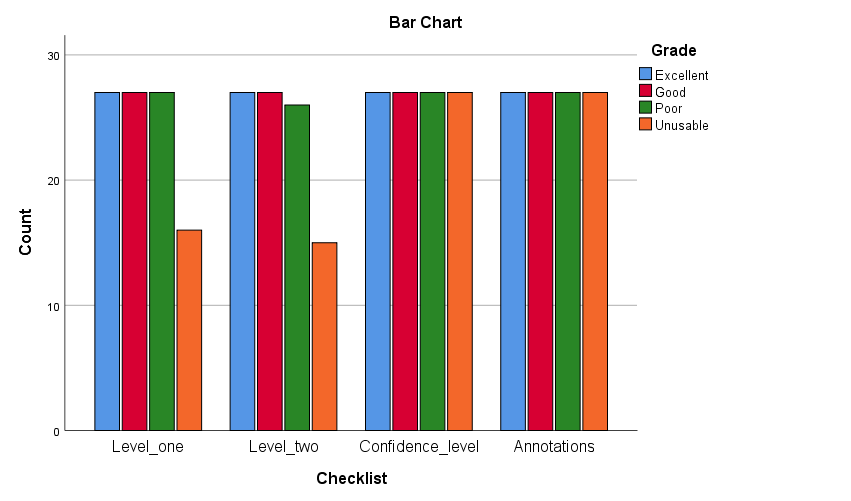 Bar Chart
Grade
Excellent
Good
Poor
Unusable
30
20
10
0
Count
Level_one
Level_two
Confidence_level
Annotations
Checklist